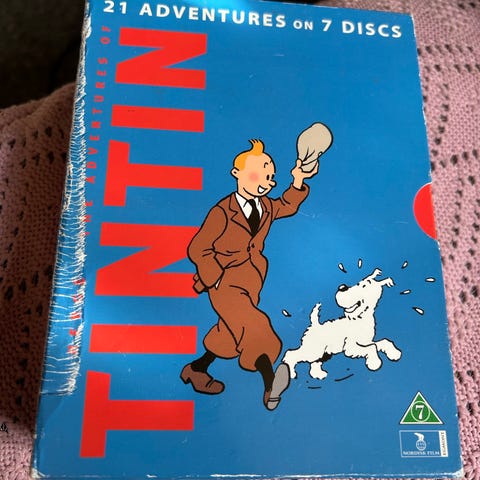 21 ADVENTURES ON 7 DISCS
THE ADVENTURES OF
TINTIN
7
NORDISK FILM